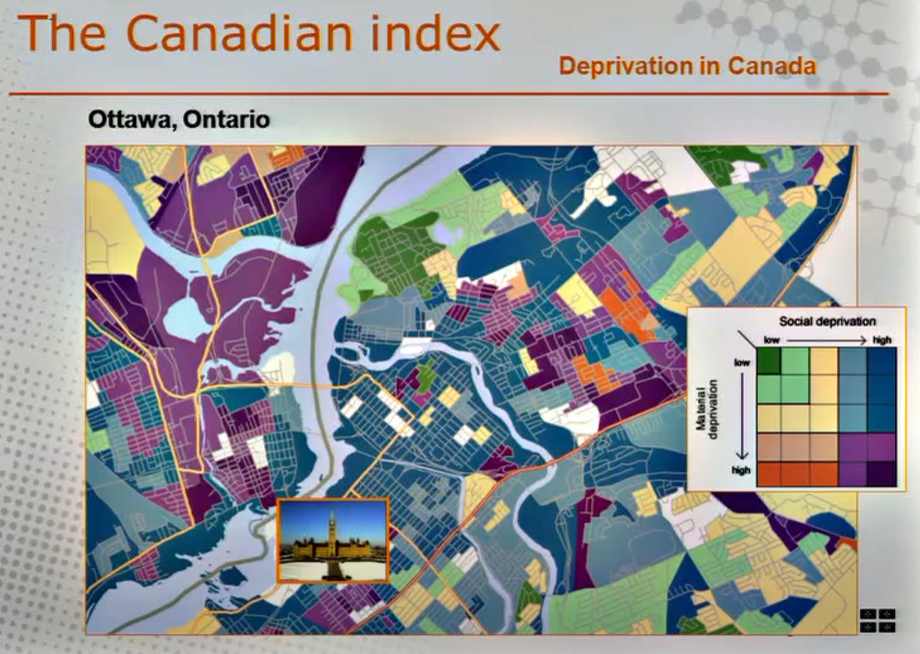 The Canadian index
Deprivation in Canada
Ottawa, Ontario
Social deprivation
low
high
low
Material
deprivation
high